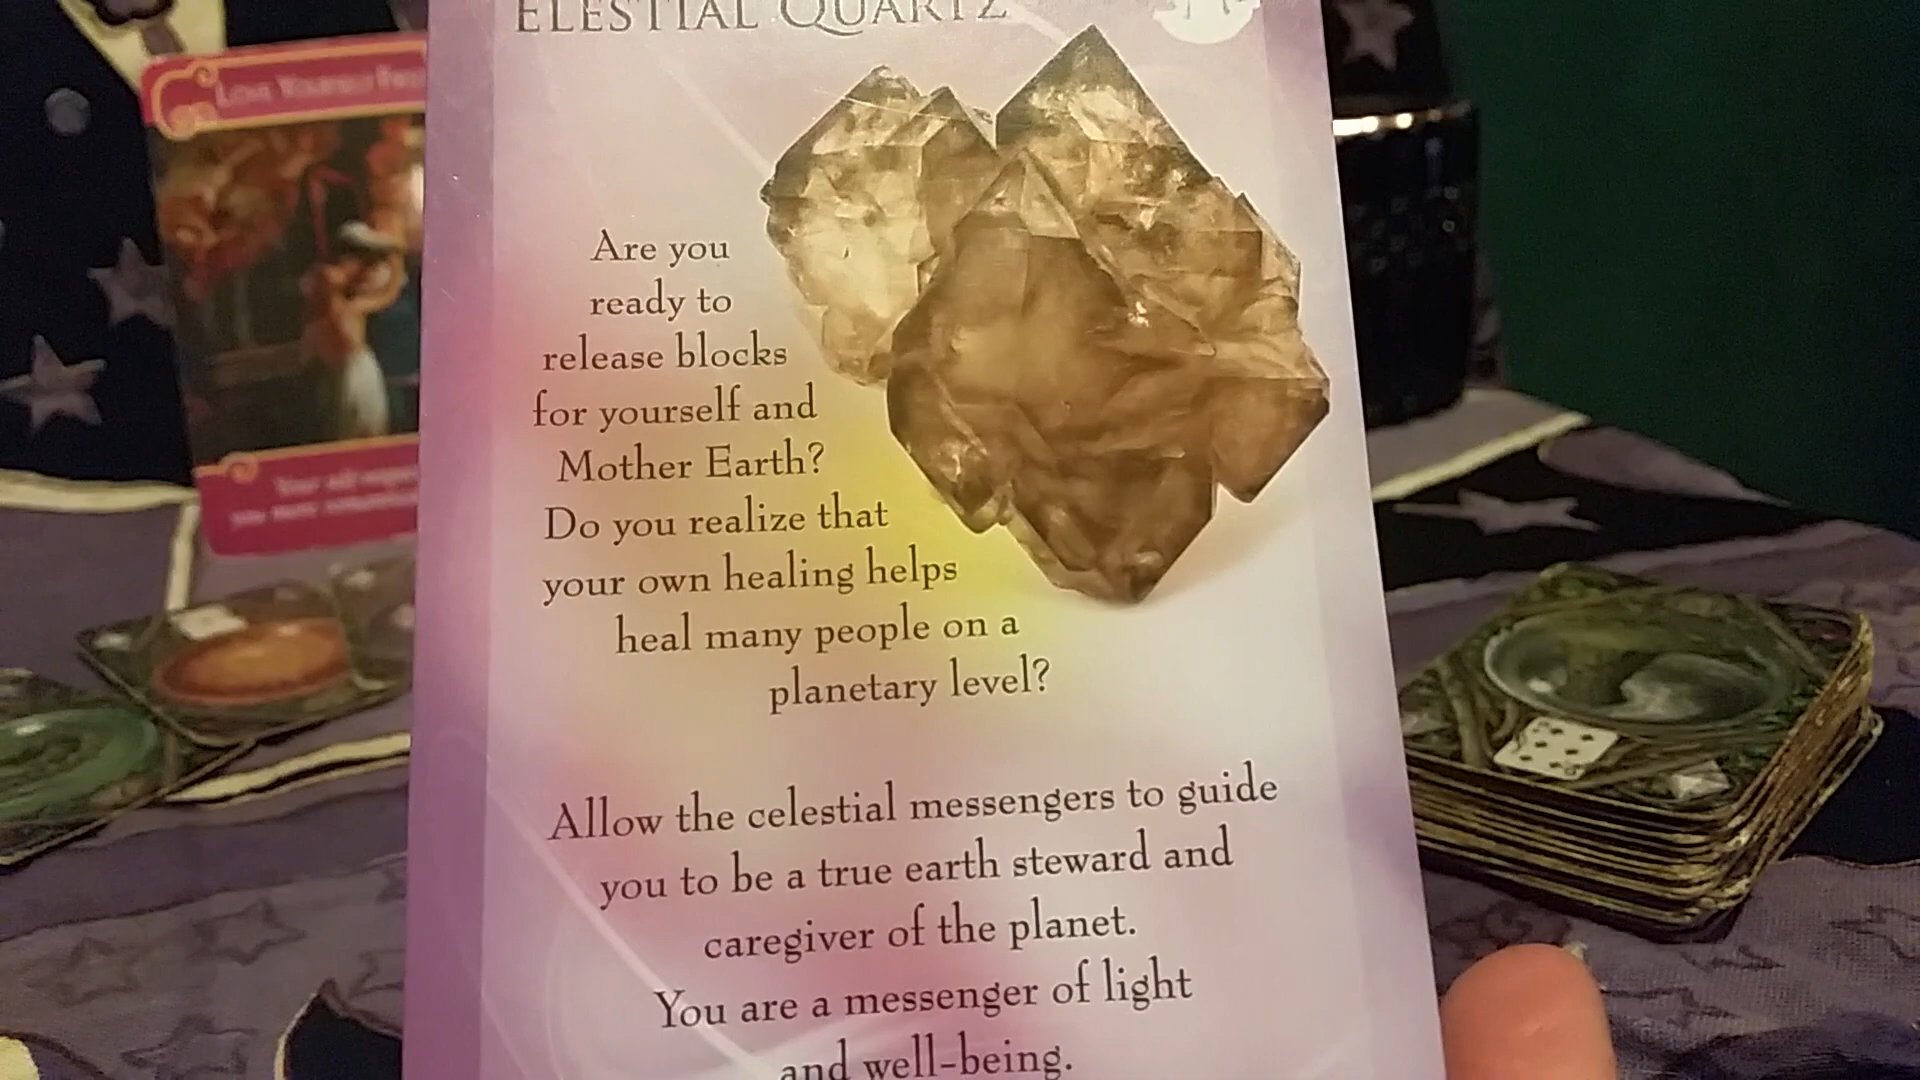 ELESTIAL QUARTZ
Are you
ready to
release blocks
for yourself and
Mother Earth?
Do you realize that
your own healing helps
heal many people on a
planetary level?
Allow the celestial messengers to guide
you to be a true earth steward and
caregiver of the planet.
You are a messenger of light
and well-being.
Love Yourself